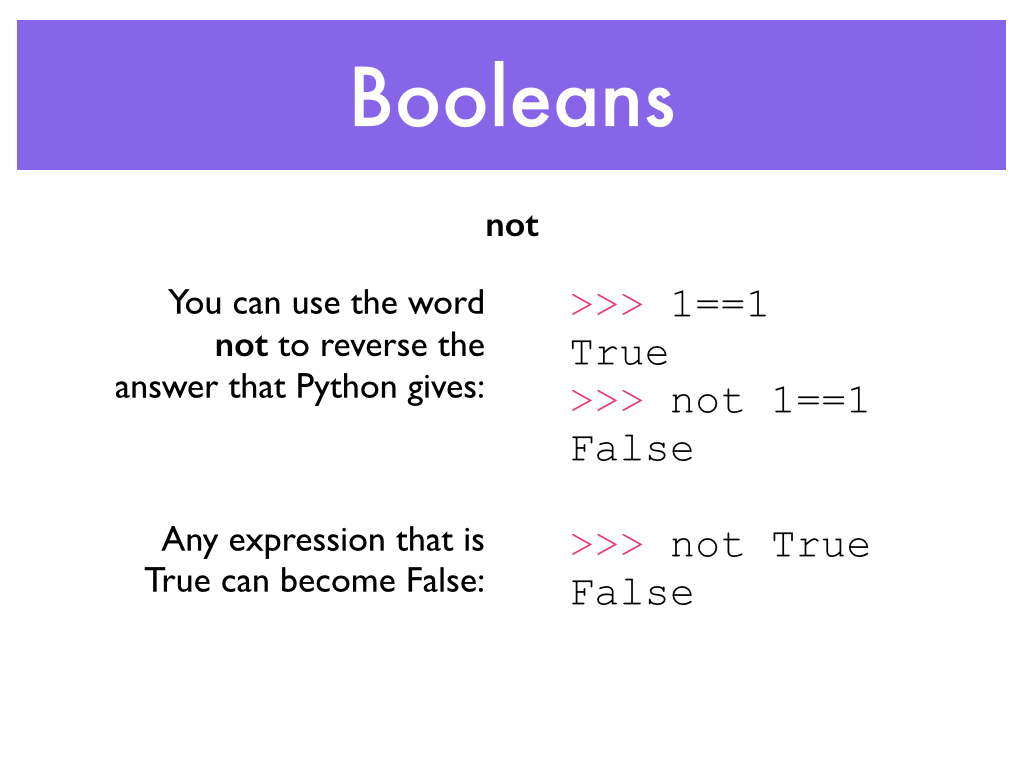 Booleans
not
You can use the word
not to reverse the
answer that Python gives:
>>> 1==1
True
>>> not 1==1
False
Any expression that is
True can become False:
>>> not True
False